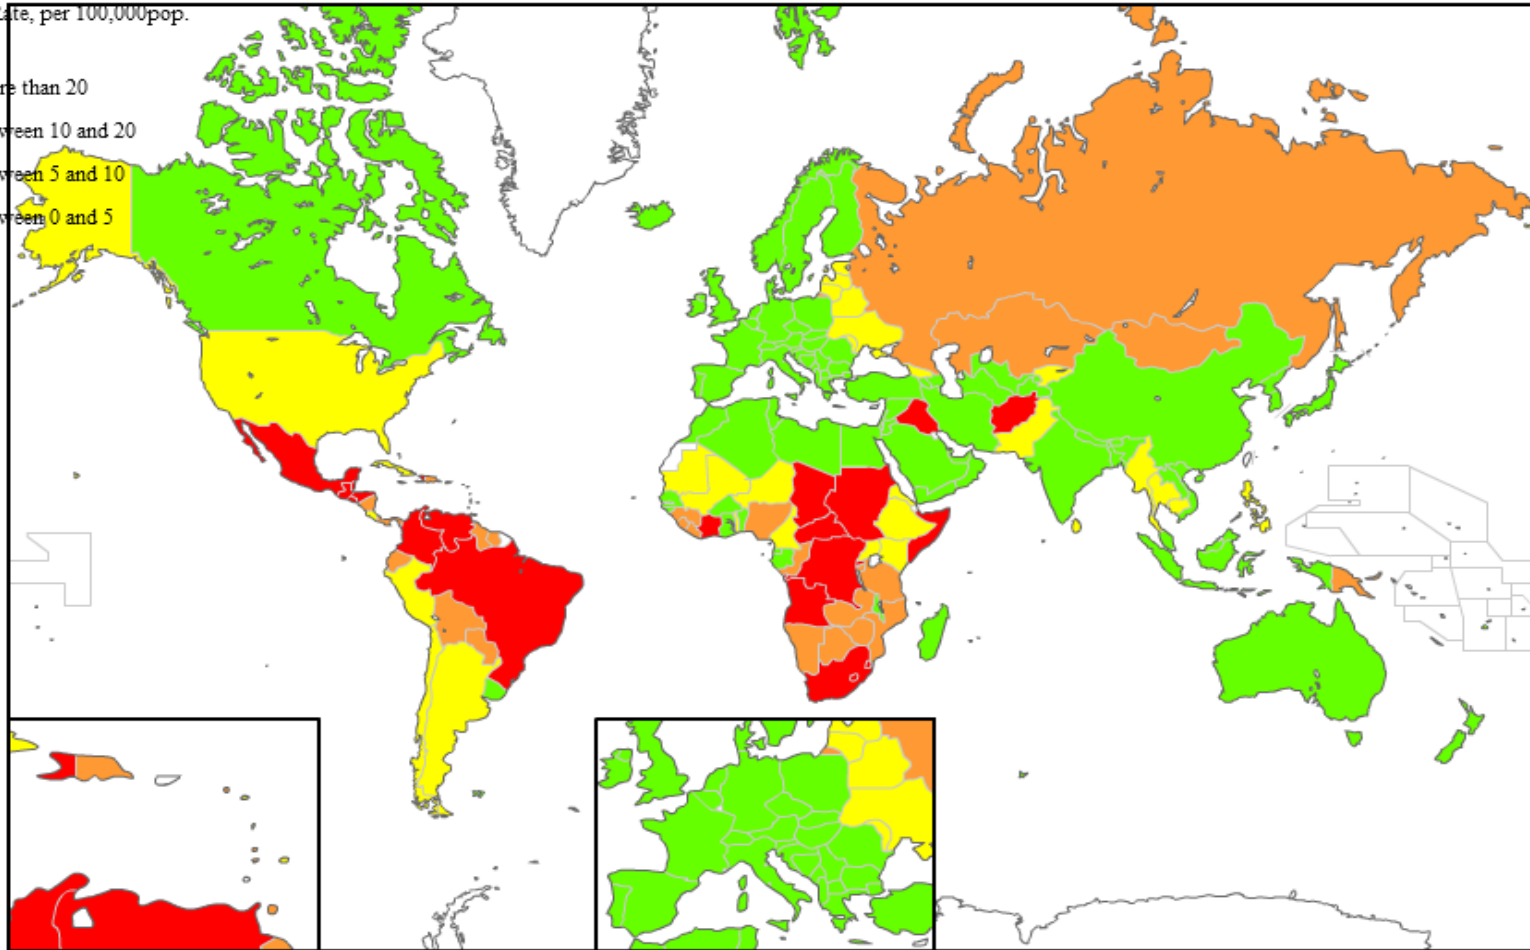 ate, per 100,000pop.
re than 20
ween 10 and 20
ween 5 and 10
ween 0 and 5